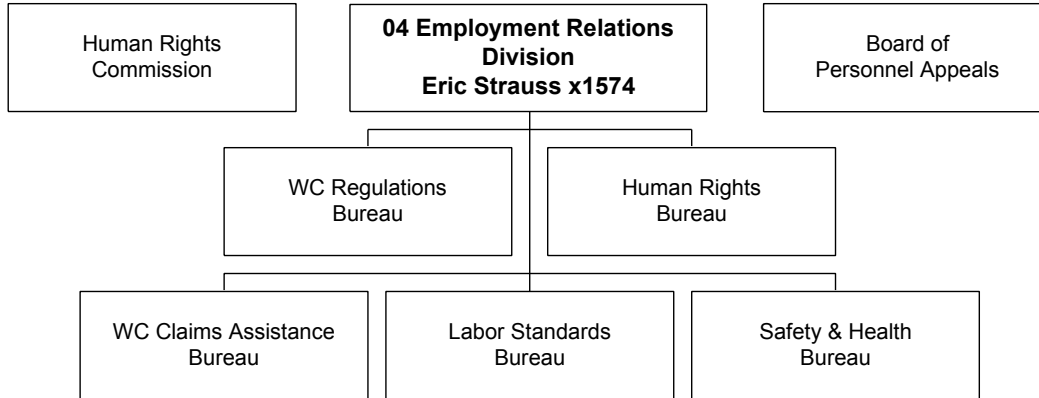 Human Rights
Commission
04 Employment Relations
Division
Eric Strauss x1574
Board of
Personnel Appeals
WC Regulations
Bureau
Human Rights
Bureau
WC Claims Assistance
Bureau
Labor Standards
Bureau
Safety & Health
Bureau